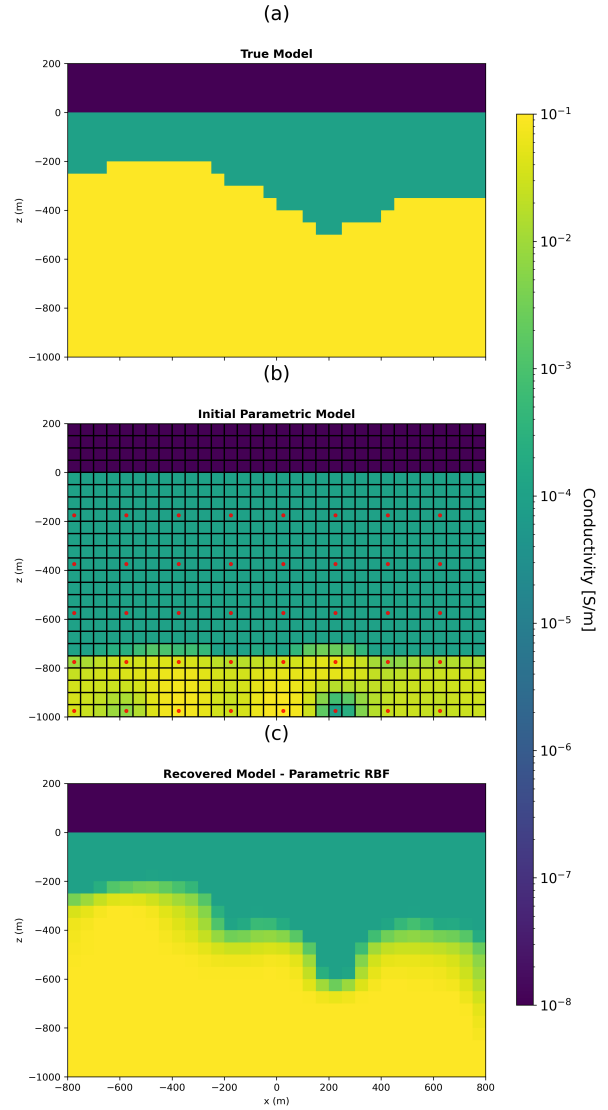 (a)
True Model
200
0
−200
−400
−600
−800
−1000
z (m)
(b)
Initial Parametric Model
200
0
−200
−400
−600
−800
−1000
z (m)
(c)
Recovered Model - Parametric RBF
200
0
−200
−400
−600
−800
−1000
z (m)
−800 −600 −400 −200 0 200 400 600 800
x (m)
10⁻¹
10⁻²
10⁻³
10⁻⁴
10⁻⁵
10⁻⁶
10⁻⁷
10⁻⁸
Conductivity [S/m]